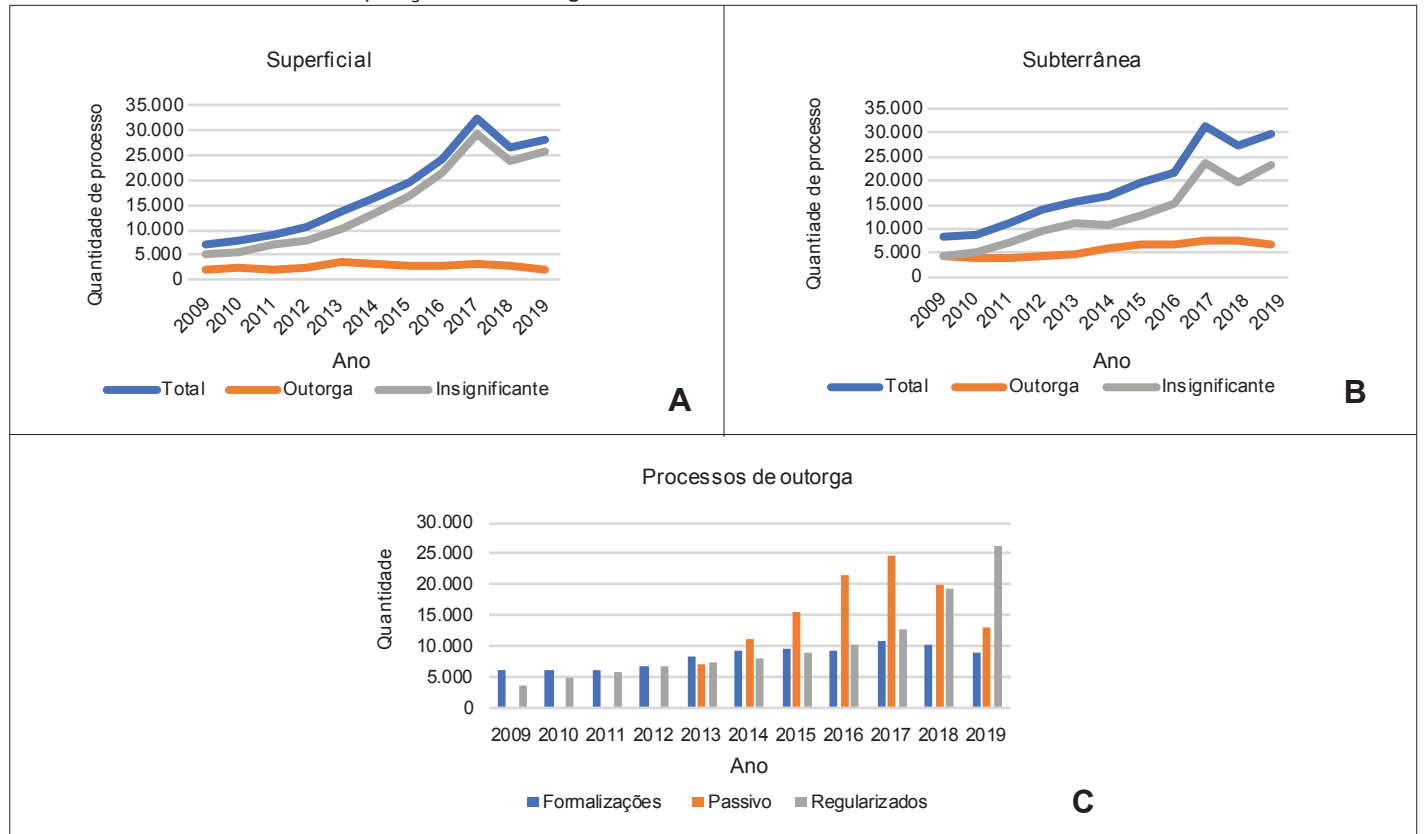 Superficial
Quantidade de processo
35.000
30.000
25.000
20.000
15.000
10.000
5.000
0
2009 2010 2011 2012 2013 2014 2015 2016 2017 2018 2019
Ano
Total Outorga Insignificante
A
Subterrânea
Quantiade de processo
35.000
30.000
25.000
20.000
15.000
10.000
5.000
0
2009 2010 2011 2012 2013 2014 2015 2016 2017 2018 2019
Ano
Total Outorga Insignificante
B
Processos de outorga
Quantidade
30.000
25.000
20.000
15.000
10.000
5.000
0
2009 2010 2011 2012 2013 2014 2015 2016 2017 2018 2019
Ano
Formalizações Passivo Regularizados
C